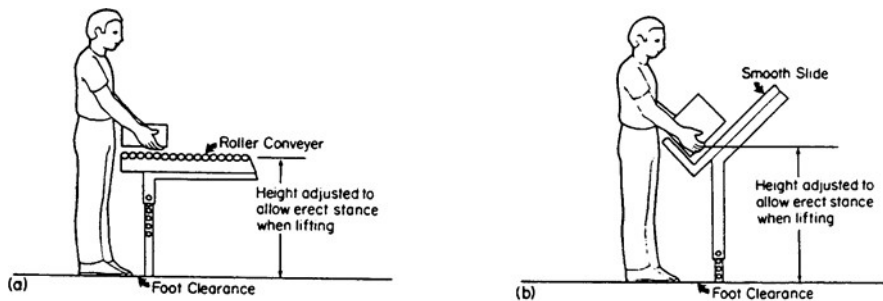 Roller Conveyer
Height adjusted to
allow erect stance
when lifting
Foot Clearance
(a)
Smooth Slide
Height adjusted to
allow erect stance
when lifting
Foot Clearance
(b)